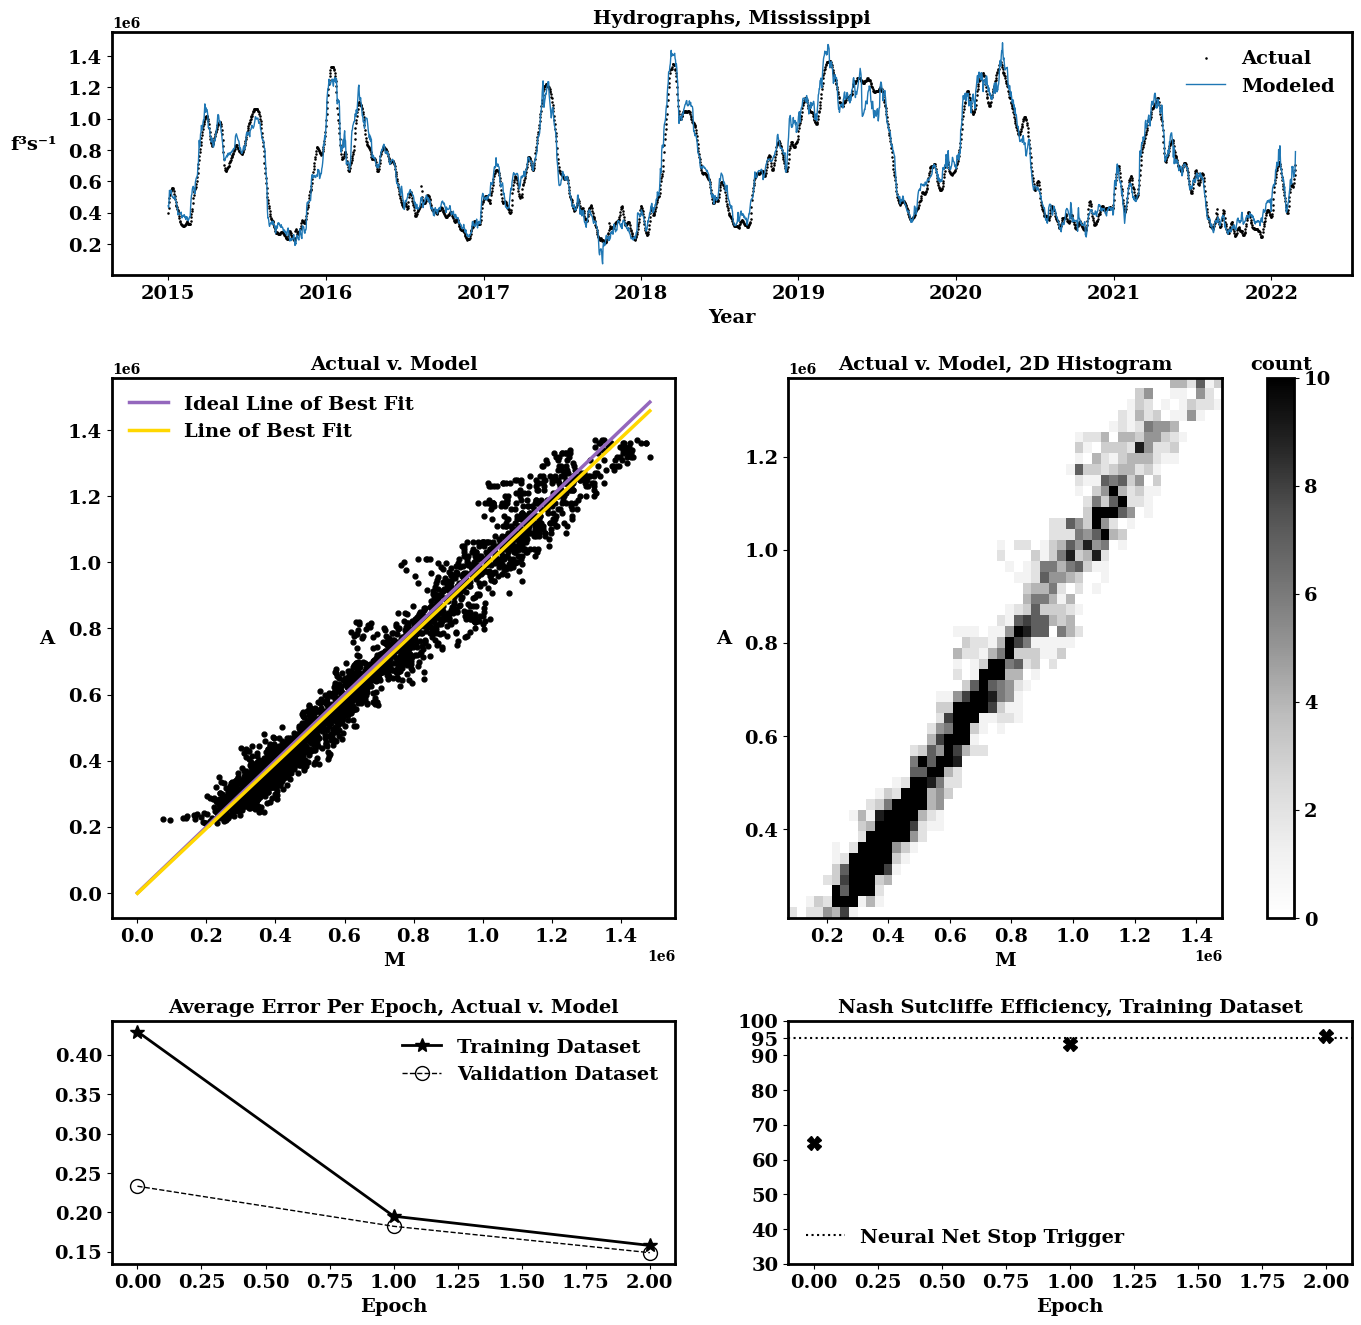 Hydrographs, Mississippi
1e6
1.4
1.2
1.0
0.8
0.6
0.4
0.2
f³s⁻¹
Actual
Modeled
2015 2016 2017 2018 2019 2020 2021 2022
Year
Actual v. Model
1e6
Ideal Line of Best Fit
Line of Best Fit
1.4
1.2
1.0
0.8
0.6
0.4
0.2
0.0
A
0.0 0.2 0.4 0.6 0.8 1.0 1.2 1.4
M
1e6
Actual v. Model, 2D Histogram
1e6
1.2
1.0
0.8
0.6
0.4
A
0.2 0.4 0.6 0.8 1.0 1.2 1.4
M
1e6
count
10
8
6
4
2
0
Average Error Per Epoch, Actual v. Model
Training Dataset
Validation Dataset
0.40
0.35
0.30
0.25
0.20
0.15
0.00 0.25 0.50 0.75 1.00 1.25 1.50 1.75 2.00
Epoch
Nash Sutcliffe Efficiency, Training Dataset
100
95
90
80
70
60
50
40
30
Neural Net Stop Trigger
0.00 0.25 0.50 0.75 1.00 1.25 1.50 1.75 2.00
Epoch